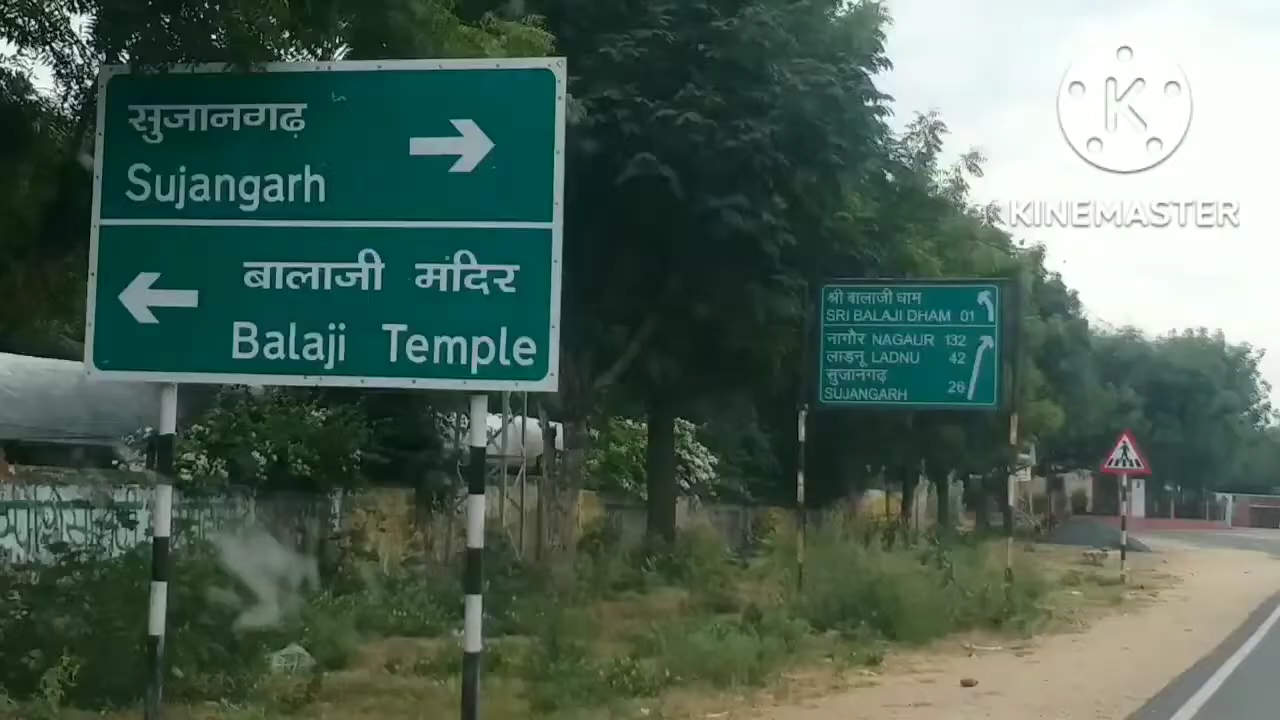 सुजानगढ़
Sujangarh
बालाजी मंदिर
Balaji Temple
श्री बालाजी धाम
SRI BALAJI DHAM 01
नागौर NAGAUR 132
लाडनू LADNU 42
सुजानगढ़
SUJANGARH 26
K
KINEMASTER